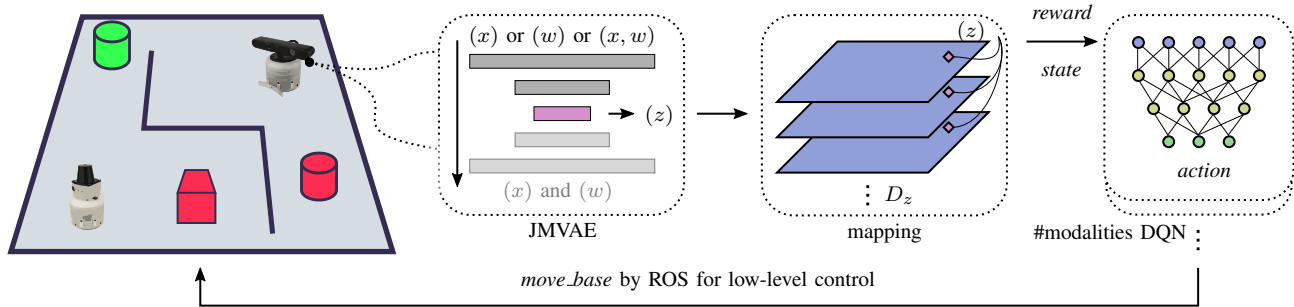 (x) or (w) or (x, w)
(z)
(x) and (w)
JMVAE
(z)
⋮ D_z
mapping
reward
state
action
#modalities DQN ⋮
move_base by ROS for low-level control